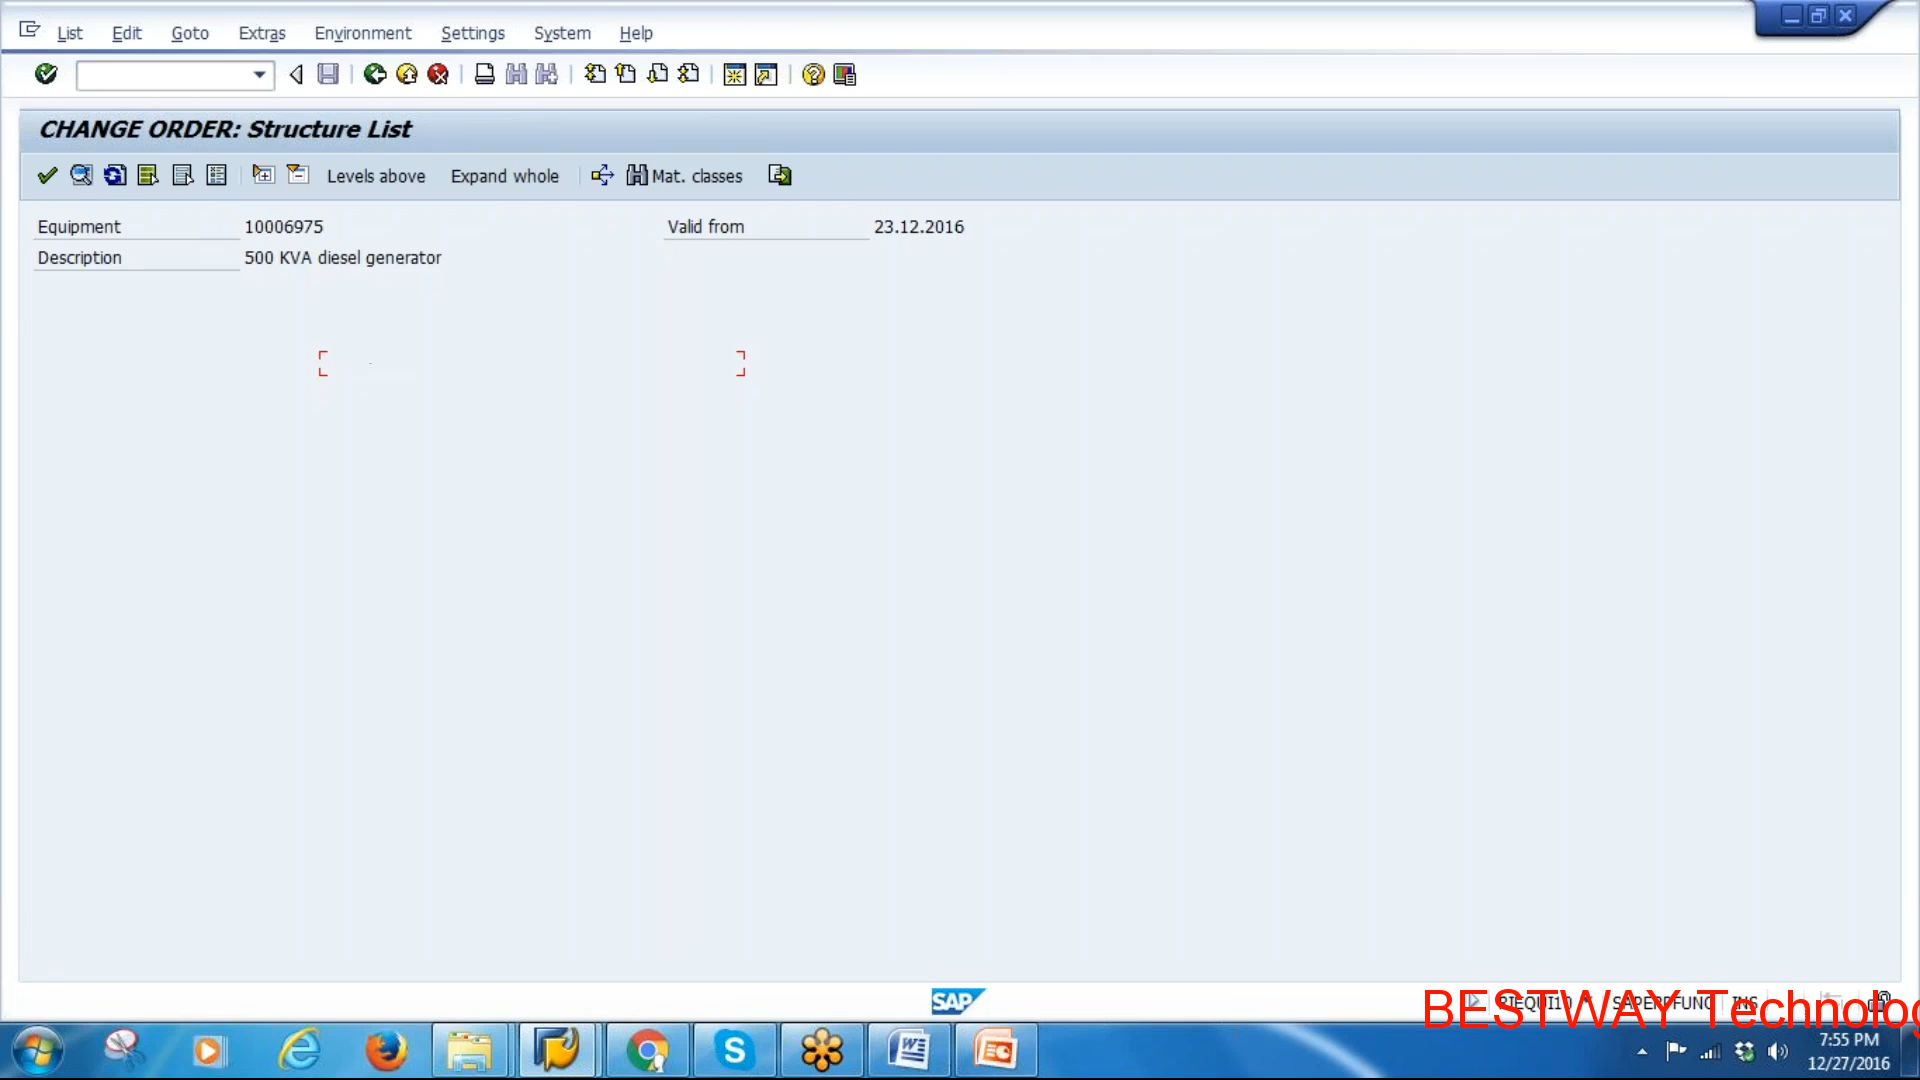 List Edit Goto Extras Environment Settings System Help
CHANGE ORDER: Structure List
Levels above Expand whole Mat. classes
Equipment 10006975 Valid from 23.12.2016
Description 500 KVA diesel generator
SAP
BESTWAY Technolog
SAPERPFUNC INS
7:55 PM
12/27/2016